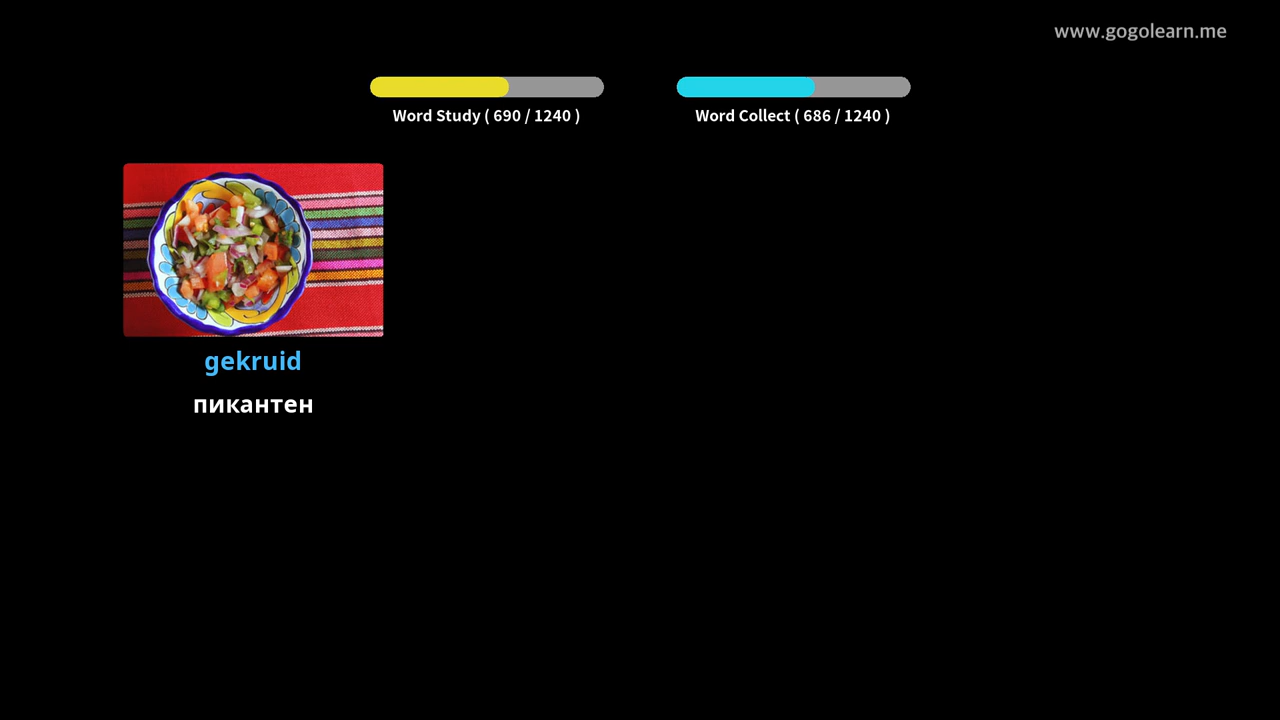 www.gogolearn.me
Word Study ( 690 / 1240 )
Word Collect ( 686 / 1240 )
gekruid
пикантен